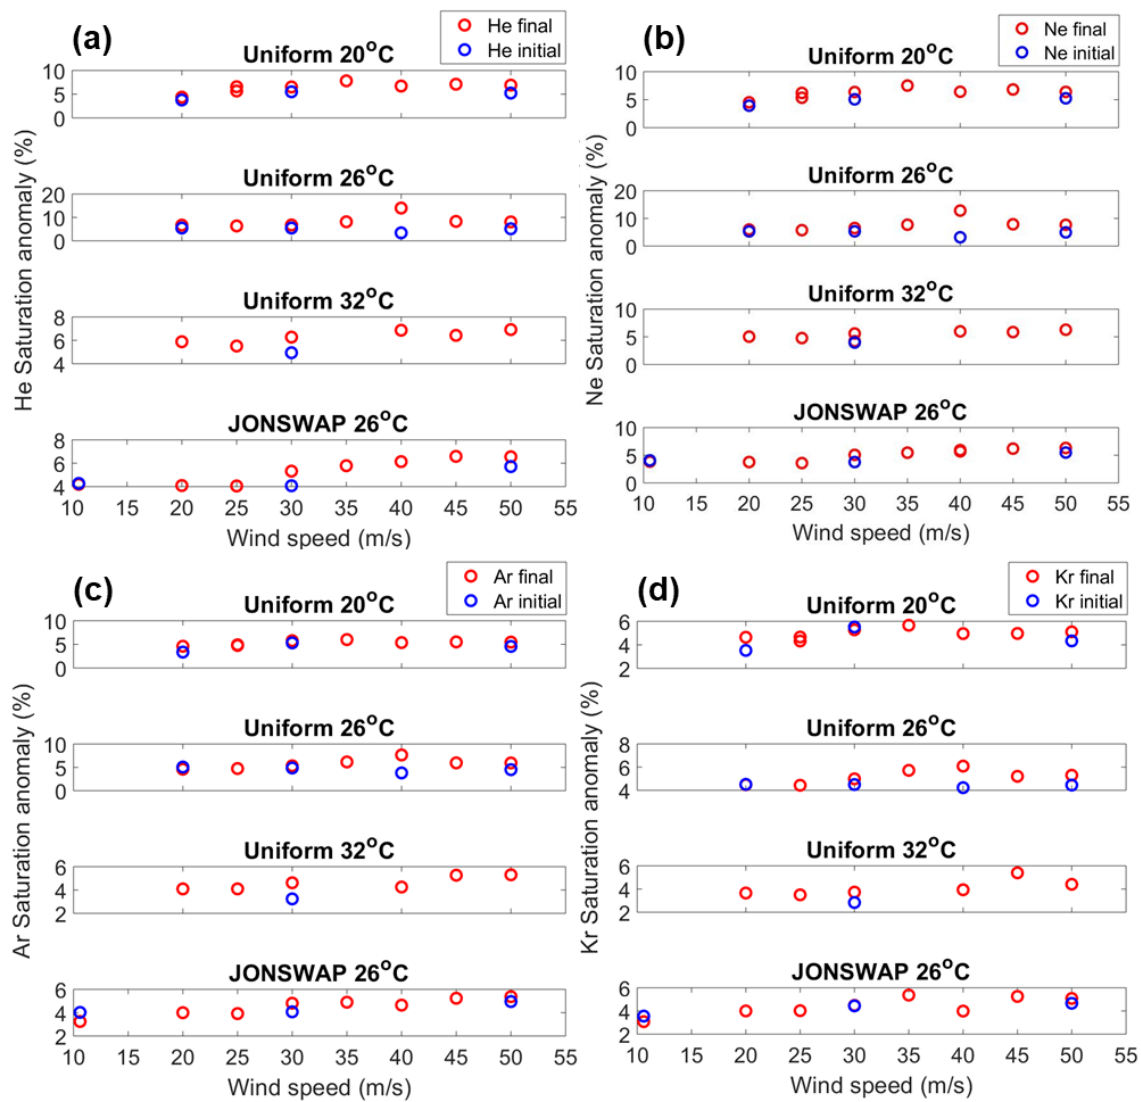 (a)
He final
He initial
Uniform 20°C
10
5
0
Uniform 26°C
20
10
0
Uniform 32°C
8
6
4
JONSWAP 26°C
8
6
4
10 15 20 25 30 35 40 45 50 55
Wind speed (m/s)
He Saturation anomaly (%)
(b)
Ne final
Ne initial
Uniform 20°C
10
5
0
Uniform 26°C
20
10
0
Uniform 32°C
10
5
0
JONSWAP 26°C
10
5
0
10 15 20 25 30 35 40 45 50 55
Wind speed (m/s)
Ne Saturation anomaly (%)
(c)
Ar final
Ar initial
Uniform 20°C
10
5
0
Uniform 26°C
10
5
0
Uniform 32°C
6
4
2
JONSWAP 26°C
6
4
2
10 15 20 25 30 35 40 45 50 55
Wind speed (m/s)
Ar Saturation anomaly (%)
(d)
Kr final
Kr initial
Uniform 20°C
6
4
2
Uniform 26°C
8
6
4
Uniform 32°C
6
4
2
JONSWAP 26°C
6
4
2
10 15 20 25 30 35 40 45 50 55
Wind speed (m/s)
Kr Saturation anomaly (%)